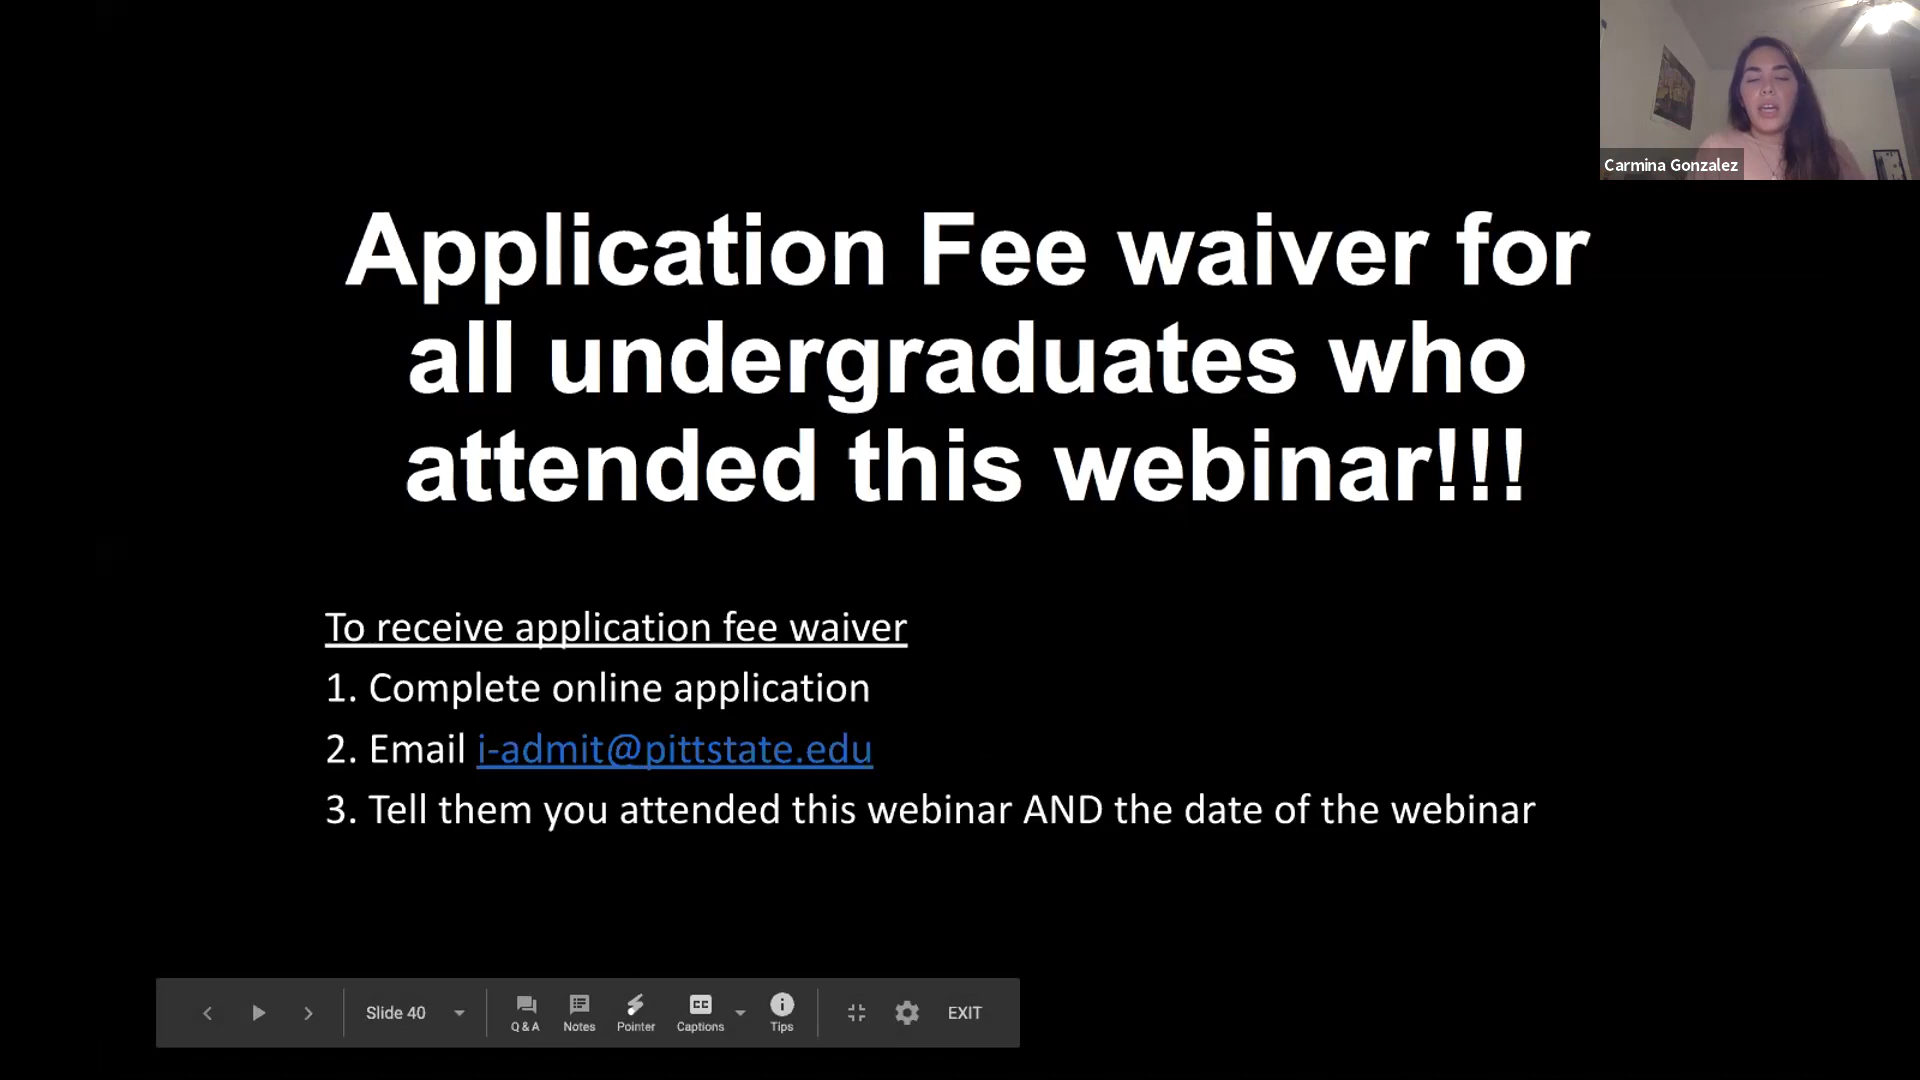 Carmina Gonzalez
Application Fee waiver for
all undergraduates who
attended this webinar!!!
To receive application fee waiver
1. Complete online application
2. Email i-admit@pittstate.edu
3. Tell them you attended this webinar AND the date of the webinar
Slide 40
Q & A
Notes
Pointer
CC
Captions
Tips
EXIT